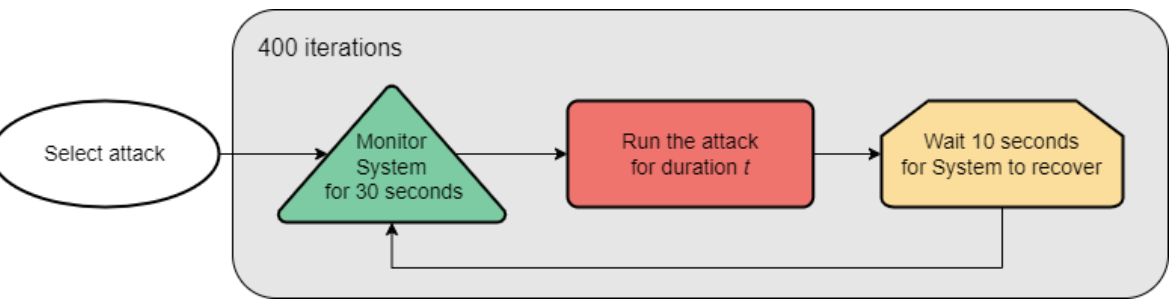 400 iterations
Select attack
Monitor
System
for 30 seconds
Run the attack
for duration t
Wait 10 seconds
for System to recover